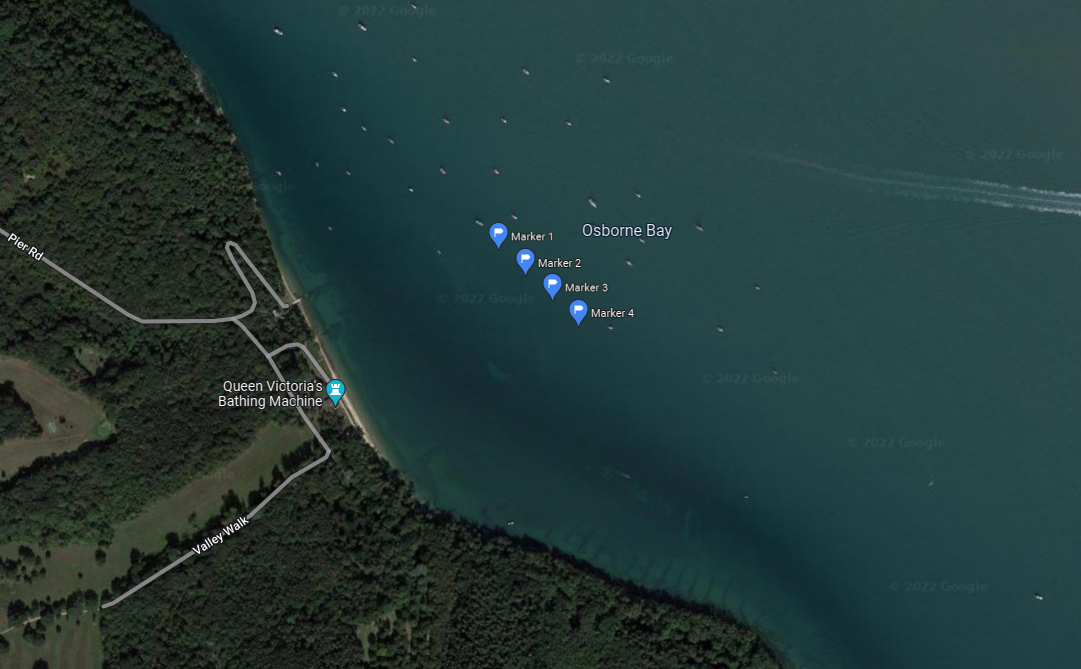 © 2022 Google
© 2022 Google
© 2022 Google
Google
Pier Rd
Osborne Bay
Marker 1
Marker 2
Marker 3
Marker 4
© 2022 Google
© 2022 Google
Queen Victoria's
Bathing Machine
© 2022 Google
Valley Walk
© 2022 Google